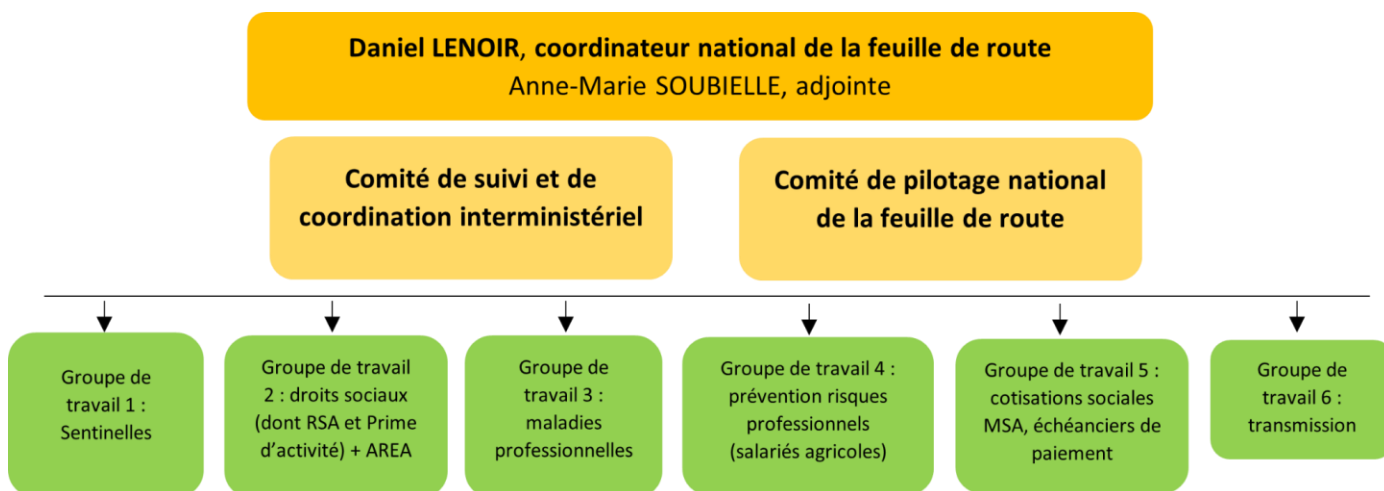 Daniel LENOIR, coordinateur national de la feuille de route
Anne-Marie SOUBIELLE, adjointe
Comité de suivi et de
coordination interministériel
Comité de pilotage national
de la feuille de route
Groupe de
travail 1 :
Sentinelles
Groupe de travail
2 : droits sociaux
(dont RSA et Prime
d’activité) + AREA
Groupe de
travail 3 :
maladies
professionnelles
Groupe de travail 4 :
prévention risques
professionnels
(salariés agricoles)
Groupe de travail 5 :
cotisations sociales
MSA, échéanciers de
paiement
Groupe de
travail 6 :
transmission